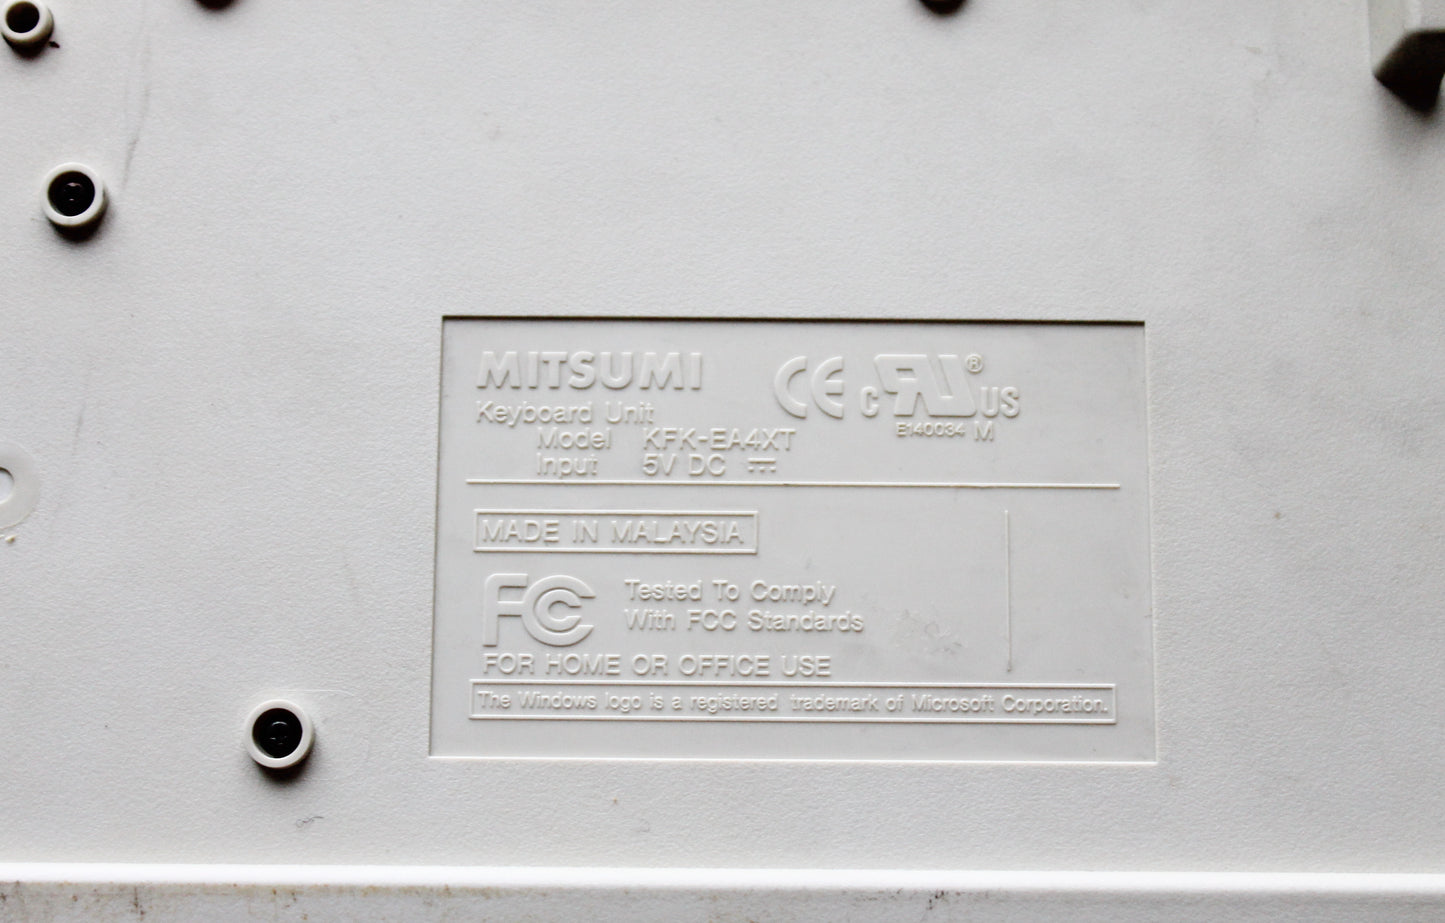 MITSUMI
CE
c RU ® US
E140034 M
Keyboard Unit
Model KFK-EA4XT
Input 5V DC ⎓
MADE IN MALAYSIA
FC Tested To Comply
With FCC Standards
FOR HOME OR OFFICE USE
The Windows logo is a registered trademark of Microsoft Corporation.